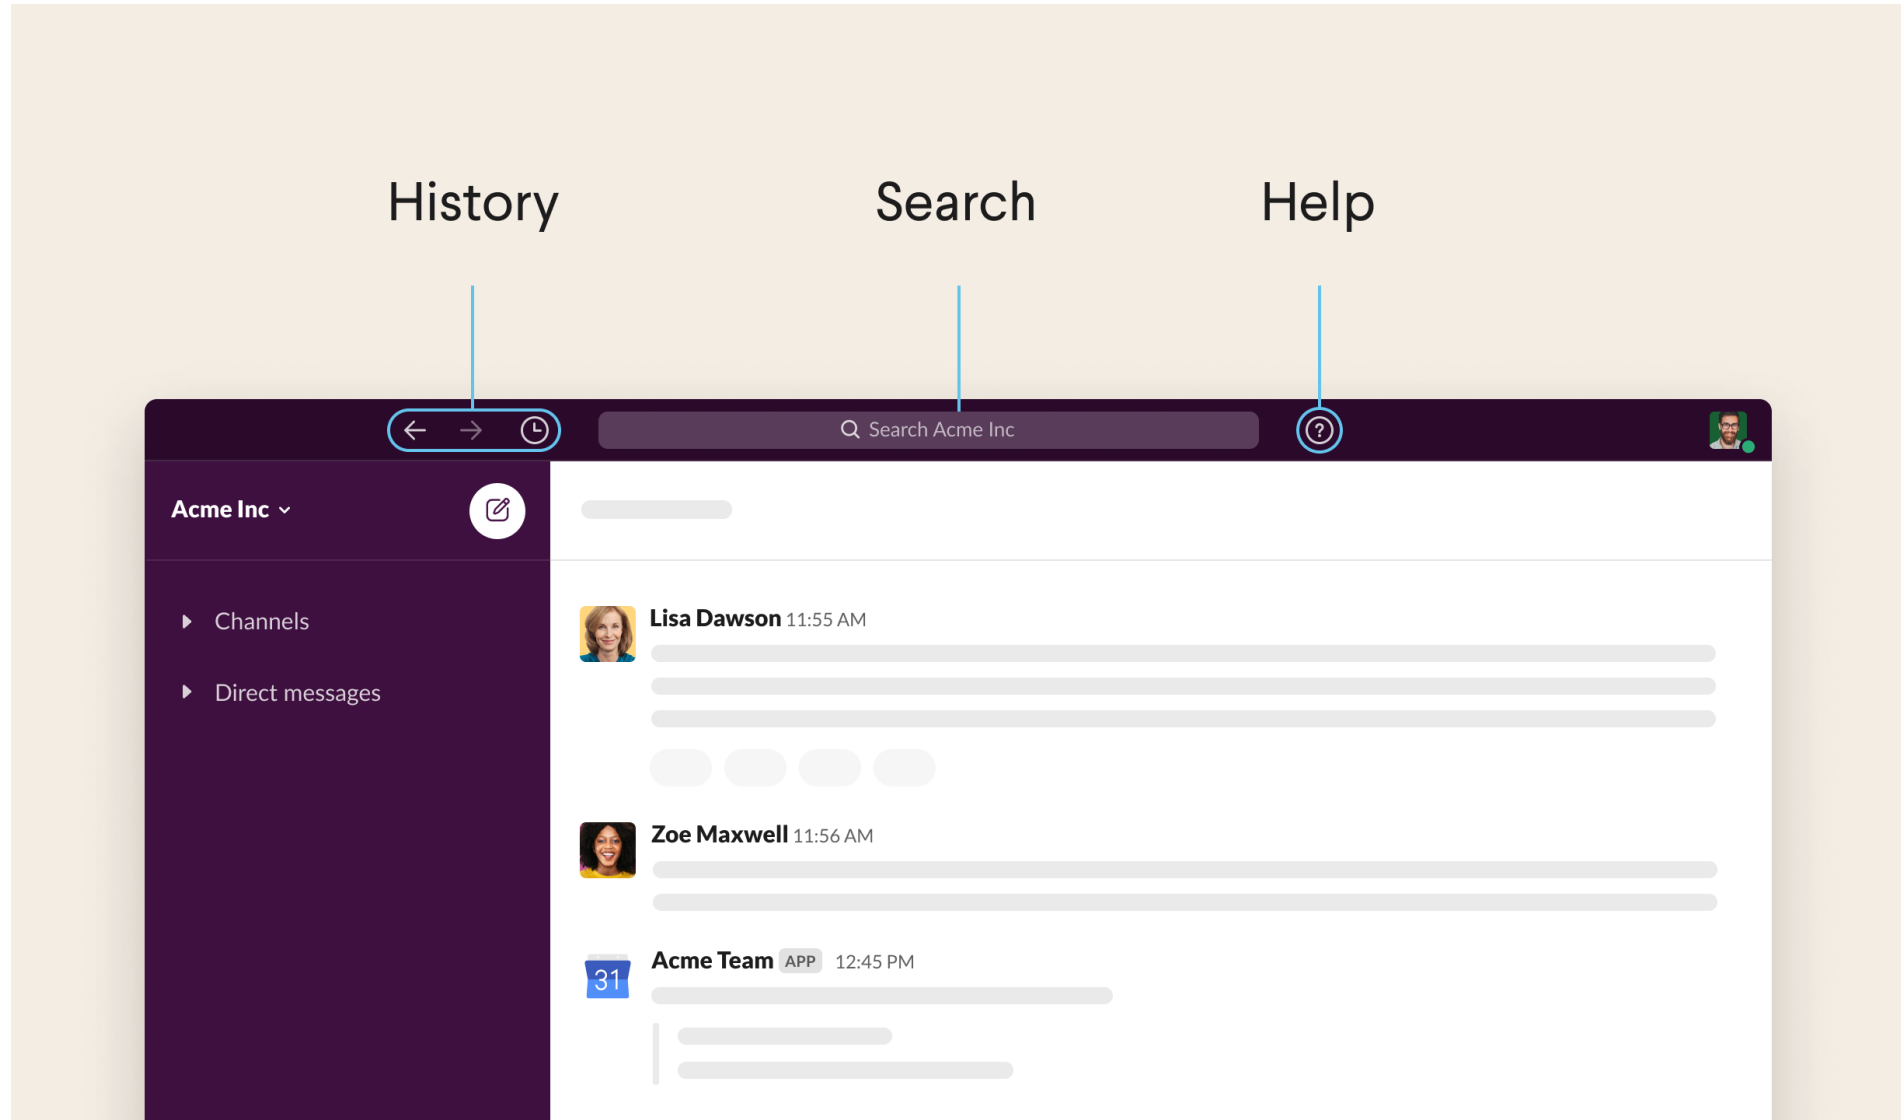 History
Search
Help
Search Acme Inc
?
Acme Inc
Channels
Direct messages
Lisa Dawson 11:55 AM
Zoe Maxwell 11:56 AM
31
Acme Team APP 12:45 PM